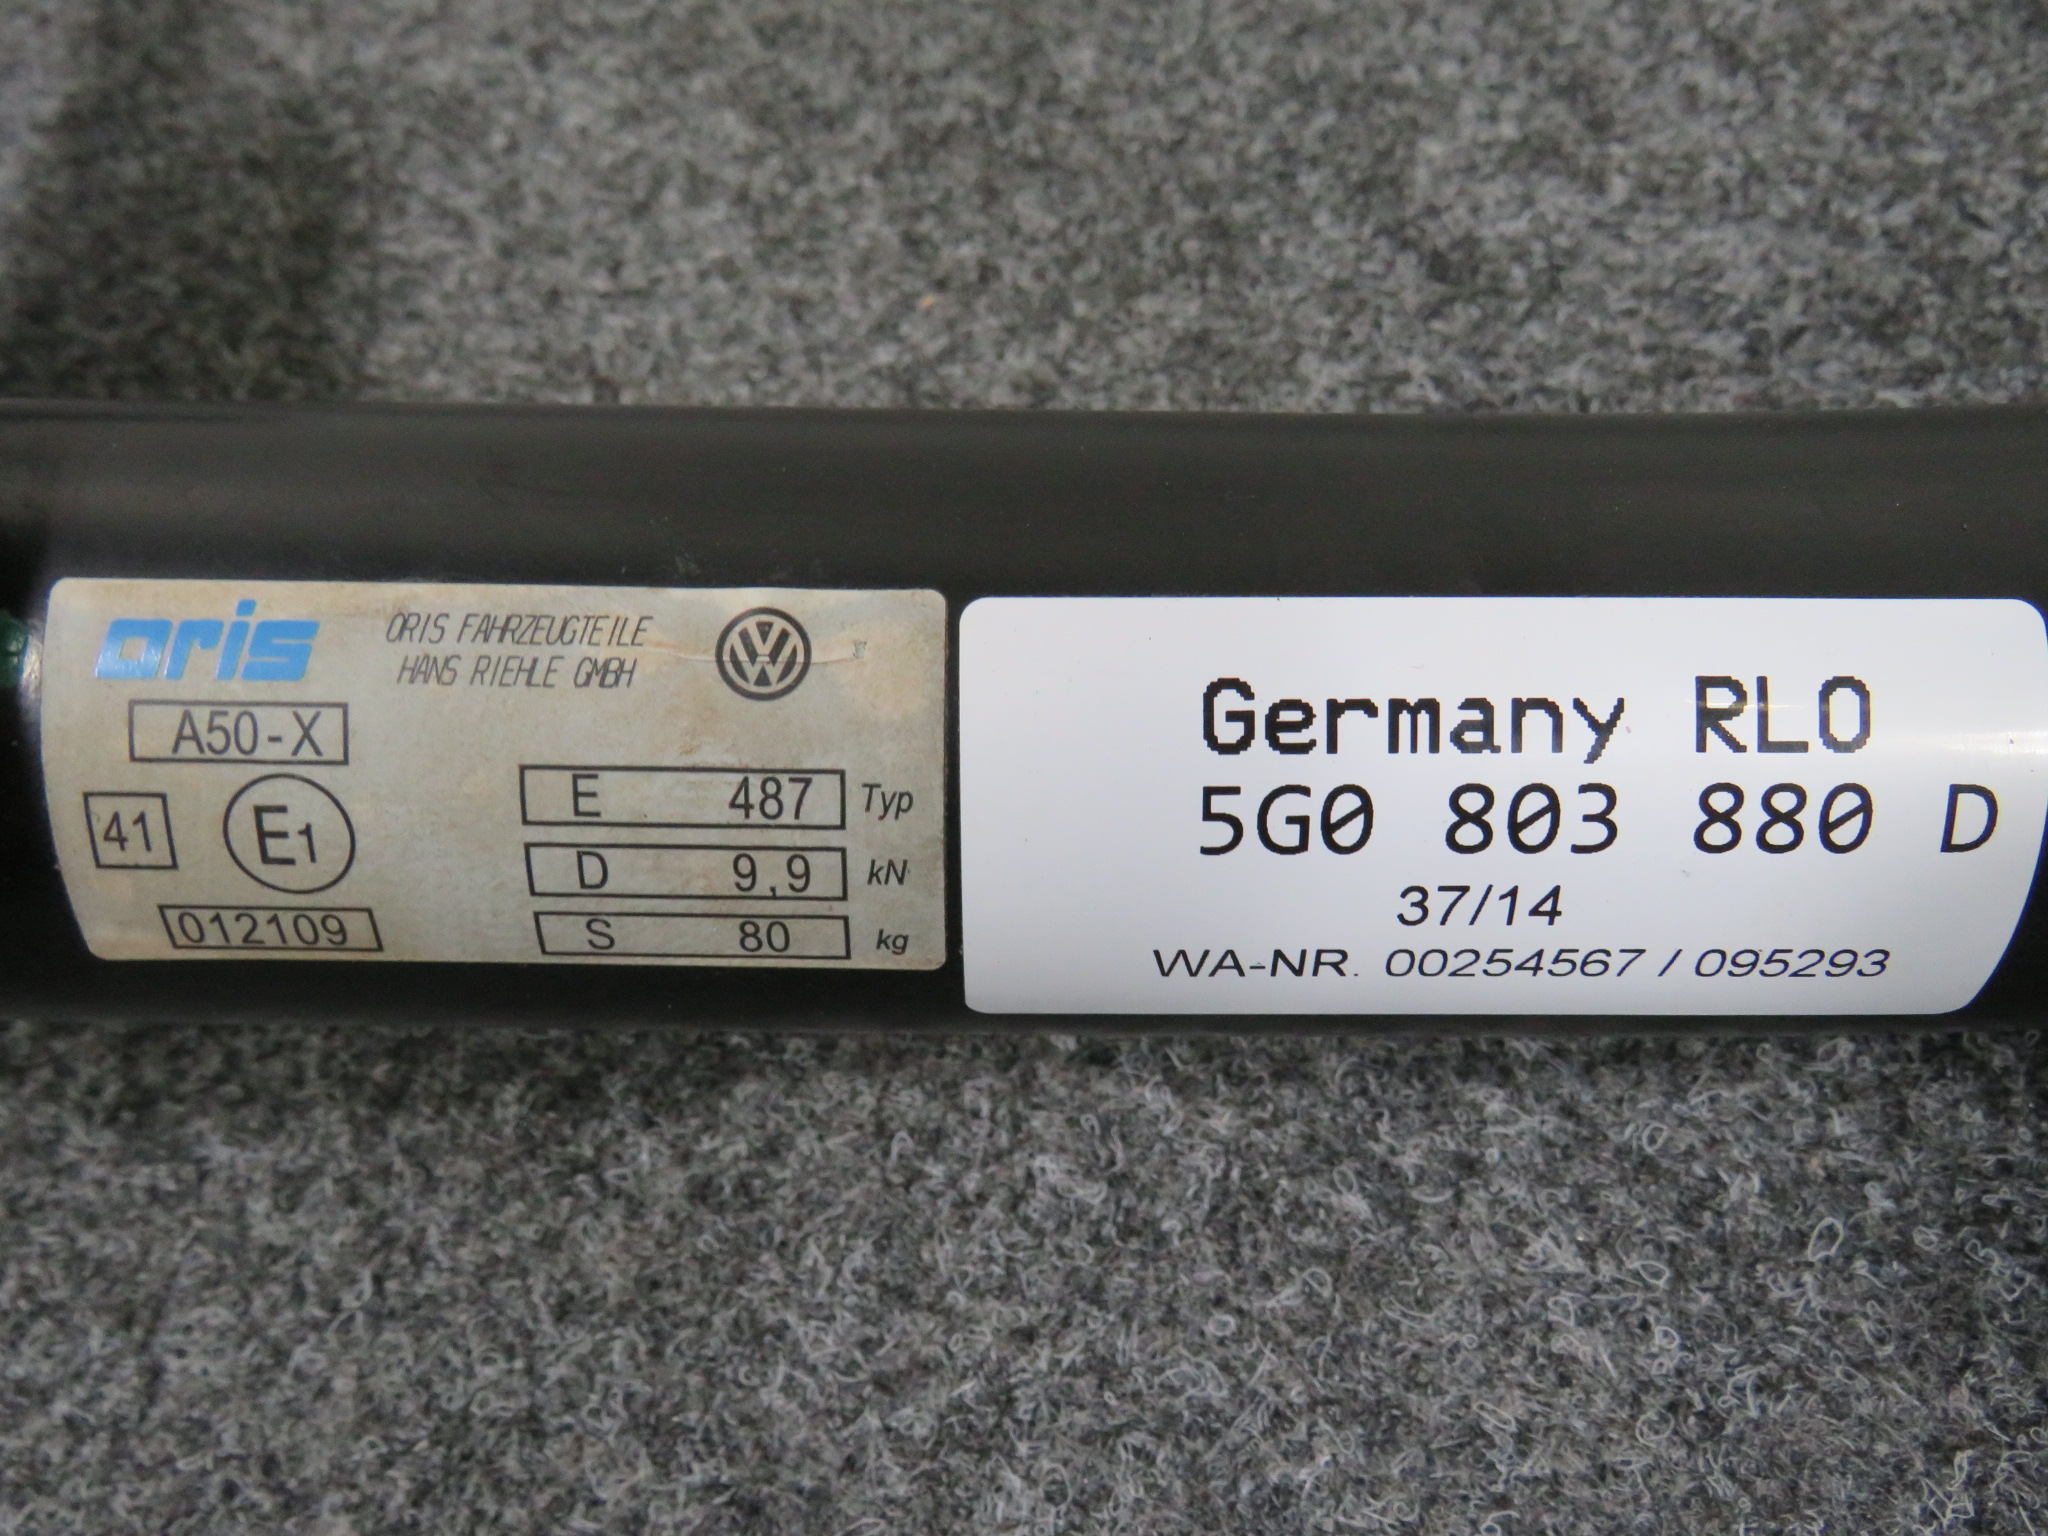 oris
ORIS FAHRZEUGTEILE
HANS RIEHLE GMBH
A50-X
41
E1
012109
E 487 Typ
D 9,9 kN
S 80 kg
Germany RLO
5G0 803 880 D
37/14
WA-NR. 00254567 / 095293